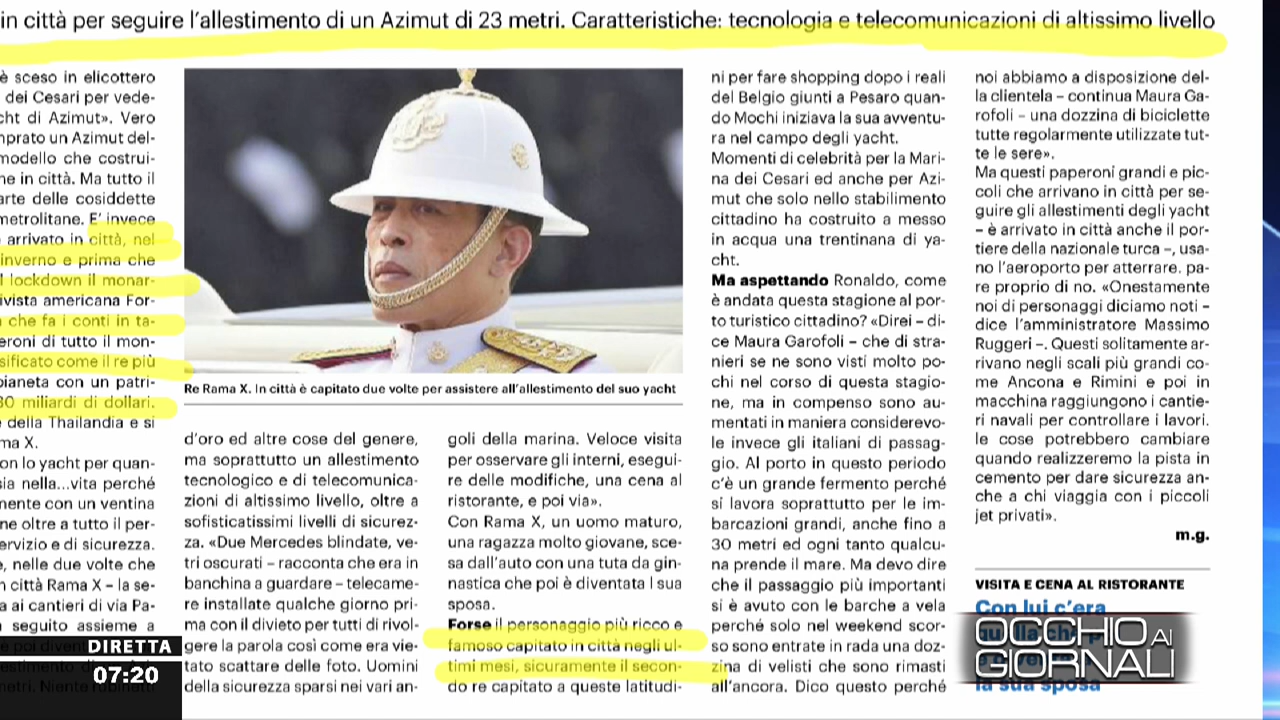 in città per seguire l’allestimento di un Azimut di 23 metri. Caratteristiche: tecnologia e telecomunicazioni di altissimo livello
è sceso in elicottero
dei Cesari per vede-
cht di Azimut». Vero
mprato un Azimut del-
modello che costrui-
ne in città. Ma tutto il
arte delle cosiddette
metrolitane. E’ invece
arrivato in città, nel
inverno e prima che
l lockdown il monar-
ivista americana For-
che fa i conti in ta-
eroni di tutto il mon-
sificato come il re più
pianeta con un patri-
30 miliardi di dollari.
e della Thailandia e si
ma X.
on lo yacht per quan-
sia nella...vita perché
mente con un ventina
ne oltre a tutto il per-
ervizio e di sicurezza.
e, nelle due volte che
n città Rama X – la se-
a ai cantieri di via Pa-
seguito assieme a
Re Rama X. In città è capitato due volte per assistere all’allestimento del suo yacht
d’oro ed altre cose del genere,
ma soprattutto un allestimento
tecnologico e di telecomunica-
zioni di altissimo livello, oltre a
sofisticatissimi livelli di sicurez-
za. «Due Mercedes blindate, ve-
tri oscurati – racconta che era in
banchina a guardare – telecame-
re installate qualche giorno pri-
ma con il divieto per tutti di rivol-
gere la parola così come era vie-
tato scattare delle foto. Uomini
della sicurezza sparsi nei vari an-
goli della marina. Veloce visita
per osservare gli interni, esegui-
re delle modifiche, una cena al
ristorante, e poi via».
Con Rama X, un uomo maturo,
una ragazza molto giovane, sce-
sa dall’auto con una tuta da gin-
nastica che poi è diventata l sua
sposa.
Forse il personaggio più ricco e
famoso capitato in città negli ul-
timi mesi, sicuramente il secon-
do re capitato a queste latitudi-
ni per fare shopping dopo i reali
del Belgio giunti a Pesaro quan-
do Mochi iniziava la sua avventu-
ra nel campo degli yacht.
Momenti di celebrità per la Mari-
na dei Cesari ed anche per Azi-
mut che solo nello stabilimento
cittadino ha costruito a messo
in acqua una trentinana di ya-
cht.
Ma aspettando Ronaldo, come
è andata questa stagione al por-
to turistico cittadino? «Direi – di-
ce Maura Garofoli – che di stra-
nieri se ne sono visti molto po-
chi nel corso di questa stagio-
ne, ma in compenso sono au-
mentati in maniera considerevo-
le invece gli italiani di passag-
gio. Al porto in questo periodo
c’è un grande fermento perché
si lavora soprattutto per le im-
barcazioni grandi, anche fino a
30 metri ed ogni tanto qualcu-
na prende il mare. Ma devo dire
che il passaggio più importanti
si è avuto con le barche a vela
perché solo nel weekend scor-
so sono entrate in rada una doz-
zina di velisti che sono rimasti
all’ancora. Dico questo perché
noi abbiamo a disposizione del-
la clientela – continua Maura Ga-
rofoli – una dozzina di biciclette
tutte regolarmente utilizzate tut-
te le sere».
Ma questi paperoni grandi e pic-
coli che arrivano in città per se-
guire gli allestimenti degli yacht
– è arrivato in città anche il por-
tiere della nazionale turca –, usa-
no l’aeroporto per atterrare. pa-
re proprio di no. «Onestamente
noi di personaggi diciamo noti –
dice l’amministratore Massimo
Ruggeri –. Questi solitamente ar-
rivano negli scali più grandi co-
me Ancona e Rimini e poi in
macchina raggiungono i cantie-
ri navali per controllare i lavori.
le cose potrebbero cambiare
quando realizzeremo la pista in
cemento per dare sicurezza an-
che a chi viaggia con i piccoli
jet privati».
m.g.
VISITA E CENA AL RISTORANTE
Con lui c’era
la sua sposa
OCCHIO AI
GIORNALI
DIRETTA
07:20